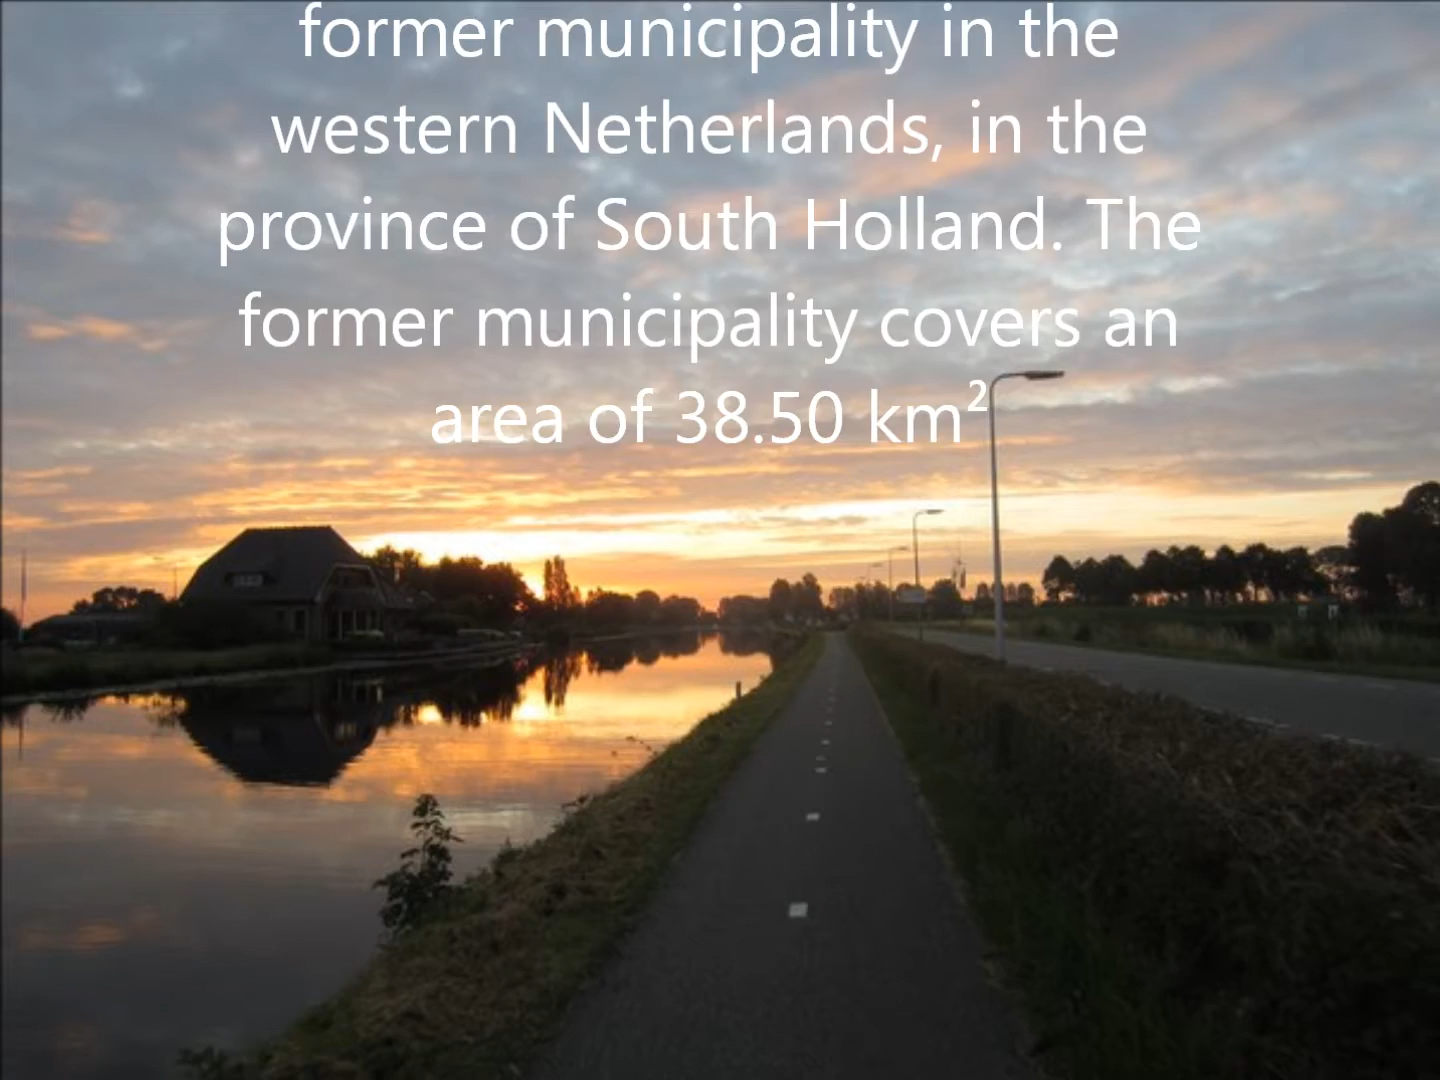 former municipality in the
western Netherlands, in the
province of South Holland. The
former municipality covers an
area of 38.50 km²